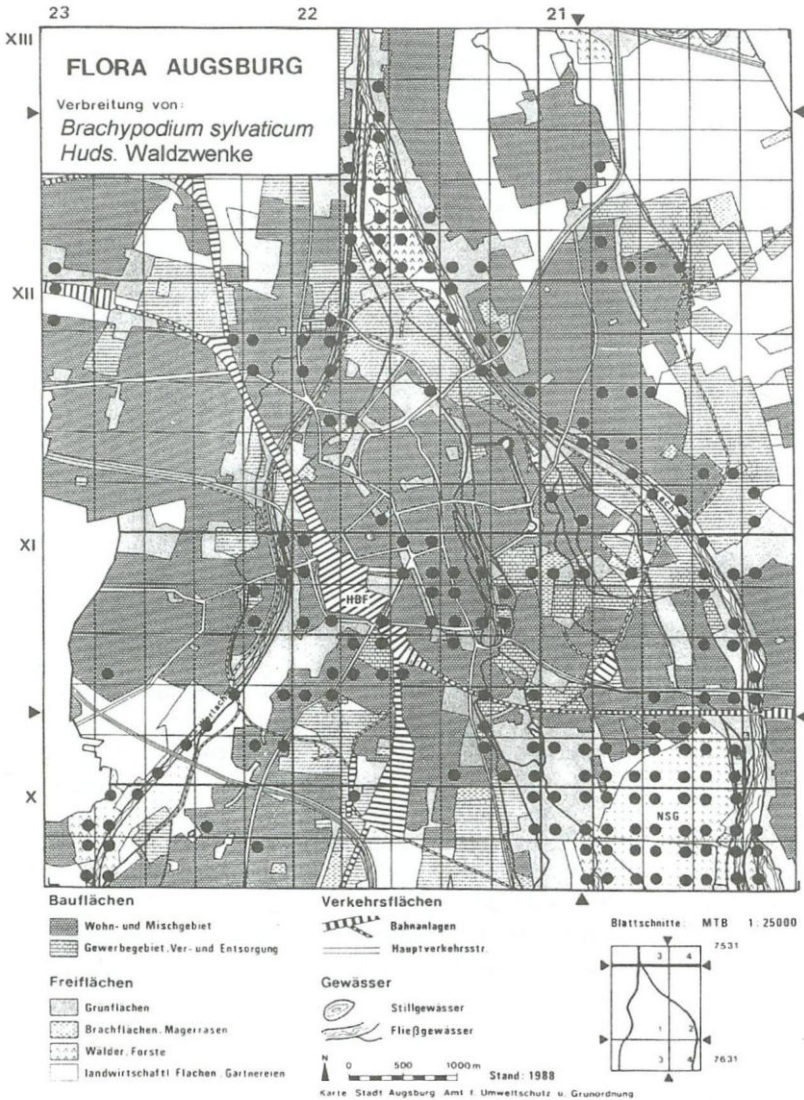 23 22 21
XIII
FLORA AUGSBURG
Verbreitung von:
Brachypodium sylvaticum
Huds. Waldzwenke
XII
Lech
XI
HBF
X
NSG
Bauflächen
Wohn- und Mischgebiet
Gewerbegebiet. Ver- und Entsorgung
Freiflächen
Grünflächen
Brachflächen. Magerrasen
Wälder. Forste
landwirtschaftl Flächen. Gärtnereien
Verkehrsflächen
Bahnanlagen
Hauptverkehrsstr.
Gewässer
Stillgewässer
Fließgewässer
N 0 500 1000 m Stand: 1988
Karte Stadt Augsburg Amt f. Umweltschutz u. Grünordnung
Blattschnitte: MTB 1:25000
7531
3 4
1 2
3 4
7631